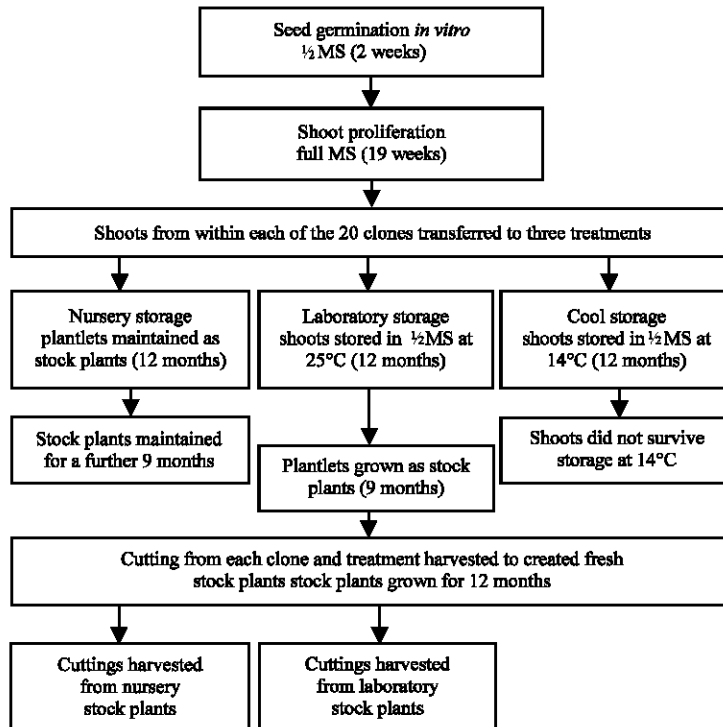 Seed germination in vitro
½ MS (2 weeks)
Shoot proliferation
full MS (19 weeks)
Shoots from within each of the 20 clones transferred to three treatments
Nursery storage
plantlets maintained as
stock plants (12 months)
Laboratory storage
shoots stored in ½MS at
25°C (12 months)
Cool storage
shoots stored in ½ MS at
14°C (12 months)
Stock plants maintained
for a further 9 months
Plantlets grown as stock
plants (9 months)
Shoots did not survive
storage at 14°C
Cutting from each clone and treatment harvested to created fresh
stock plants stock plants grown for 12 months
Cuttings harvested
from nursery
stock plants
Cuttings harvested
from laboratory
stock plants